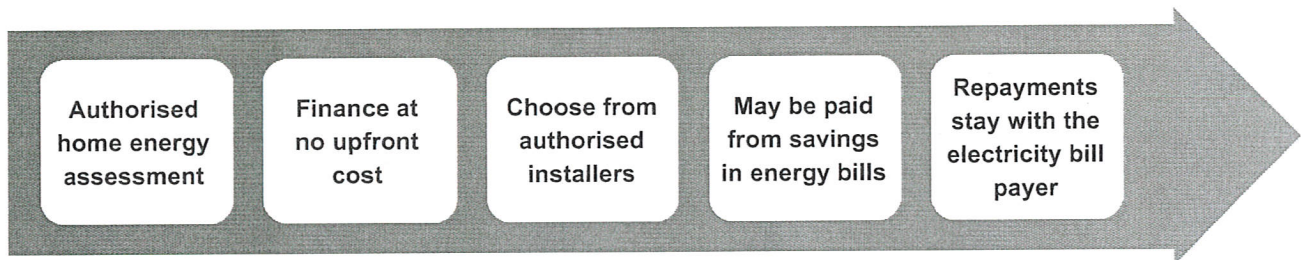 Authorised
home energy
assessment
Finance at
no upfront
cost
Choose from
authorised
installers
May be paid
from savings
in energy bills
Repayments
stay with the
electricity bill
payer